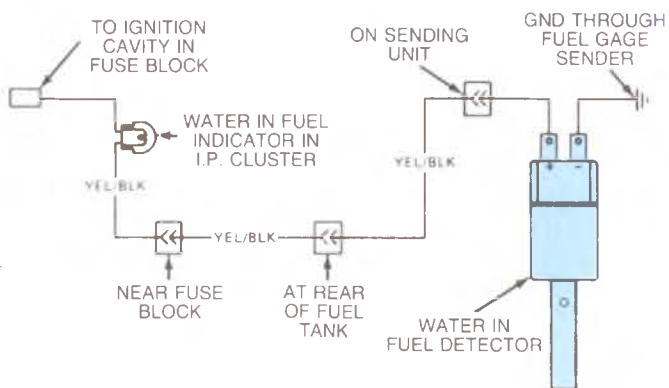 TO IGNITION
CAVITY IN
FUSE BLOCK
ON SENDING
UNIT
GND THROUGH
FUEL GAGE
SENDER
WATER IN FUEL
INDICATOR IN
I.P. CLUSTER
YEL/BLK
YEL/BLK
YEL/BLK
+ −
NEAR FUSE
BLOCK
AT REAR
OF FUEL
TANK
WATER IN
FUEL DETECTOR